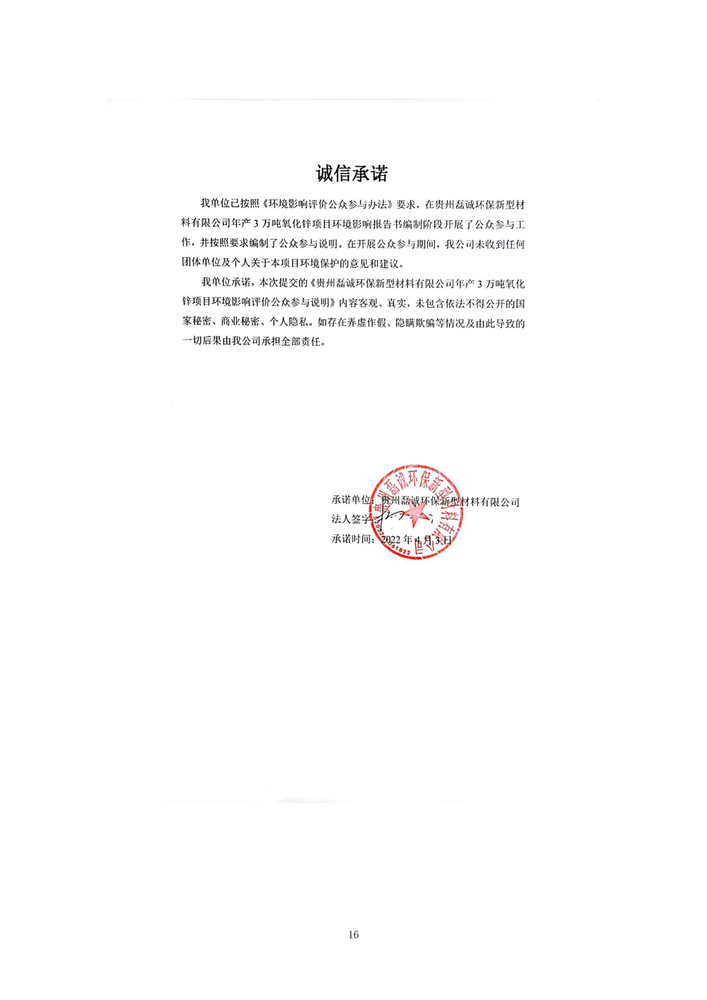 诚信承诺
我单位已按照《环境影响评价公众参与办法》要求，在贵州磊诚环保新型材
料有限公司年产 3 万吨氧化锌项目环境影响报告书编制阶段开展了公众参与工
作，并按照要求编制了公众参与说明。在开展公众参与期间，我公司未收到任何
团体单位及个人关于本项目环境保护的意见和建议。
我单位承诺，本次提交的《贵州磊诚环保新型材料有限公司年产 3 万吨氧化
锌项目环境影响评价公众参与说明》内容客观、真实，未包含依法不得公开的国
家秘密、商业秘密、个人隐私。如存在弄虚作假、隐瞒欺骗等情况及由此导致的
一切后果由我公司承担全部责任。
贵州磊诚环保新型材料有限公司
承诺单位：贵州磊诚环保新型材料有限公司
法人签字：
承诺时间：2022 年 4 月 3 日
16